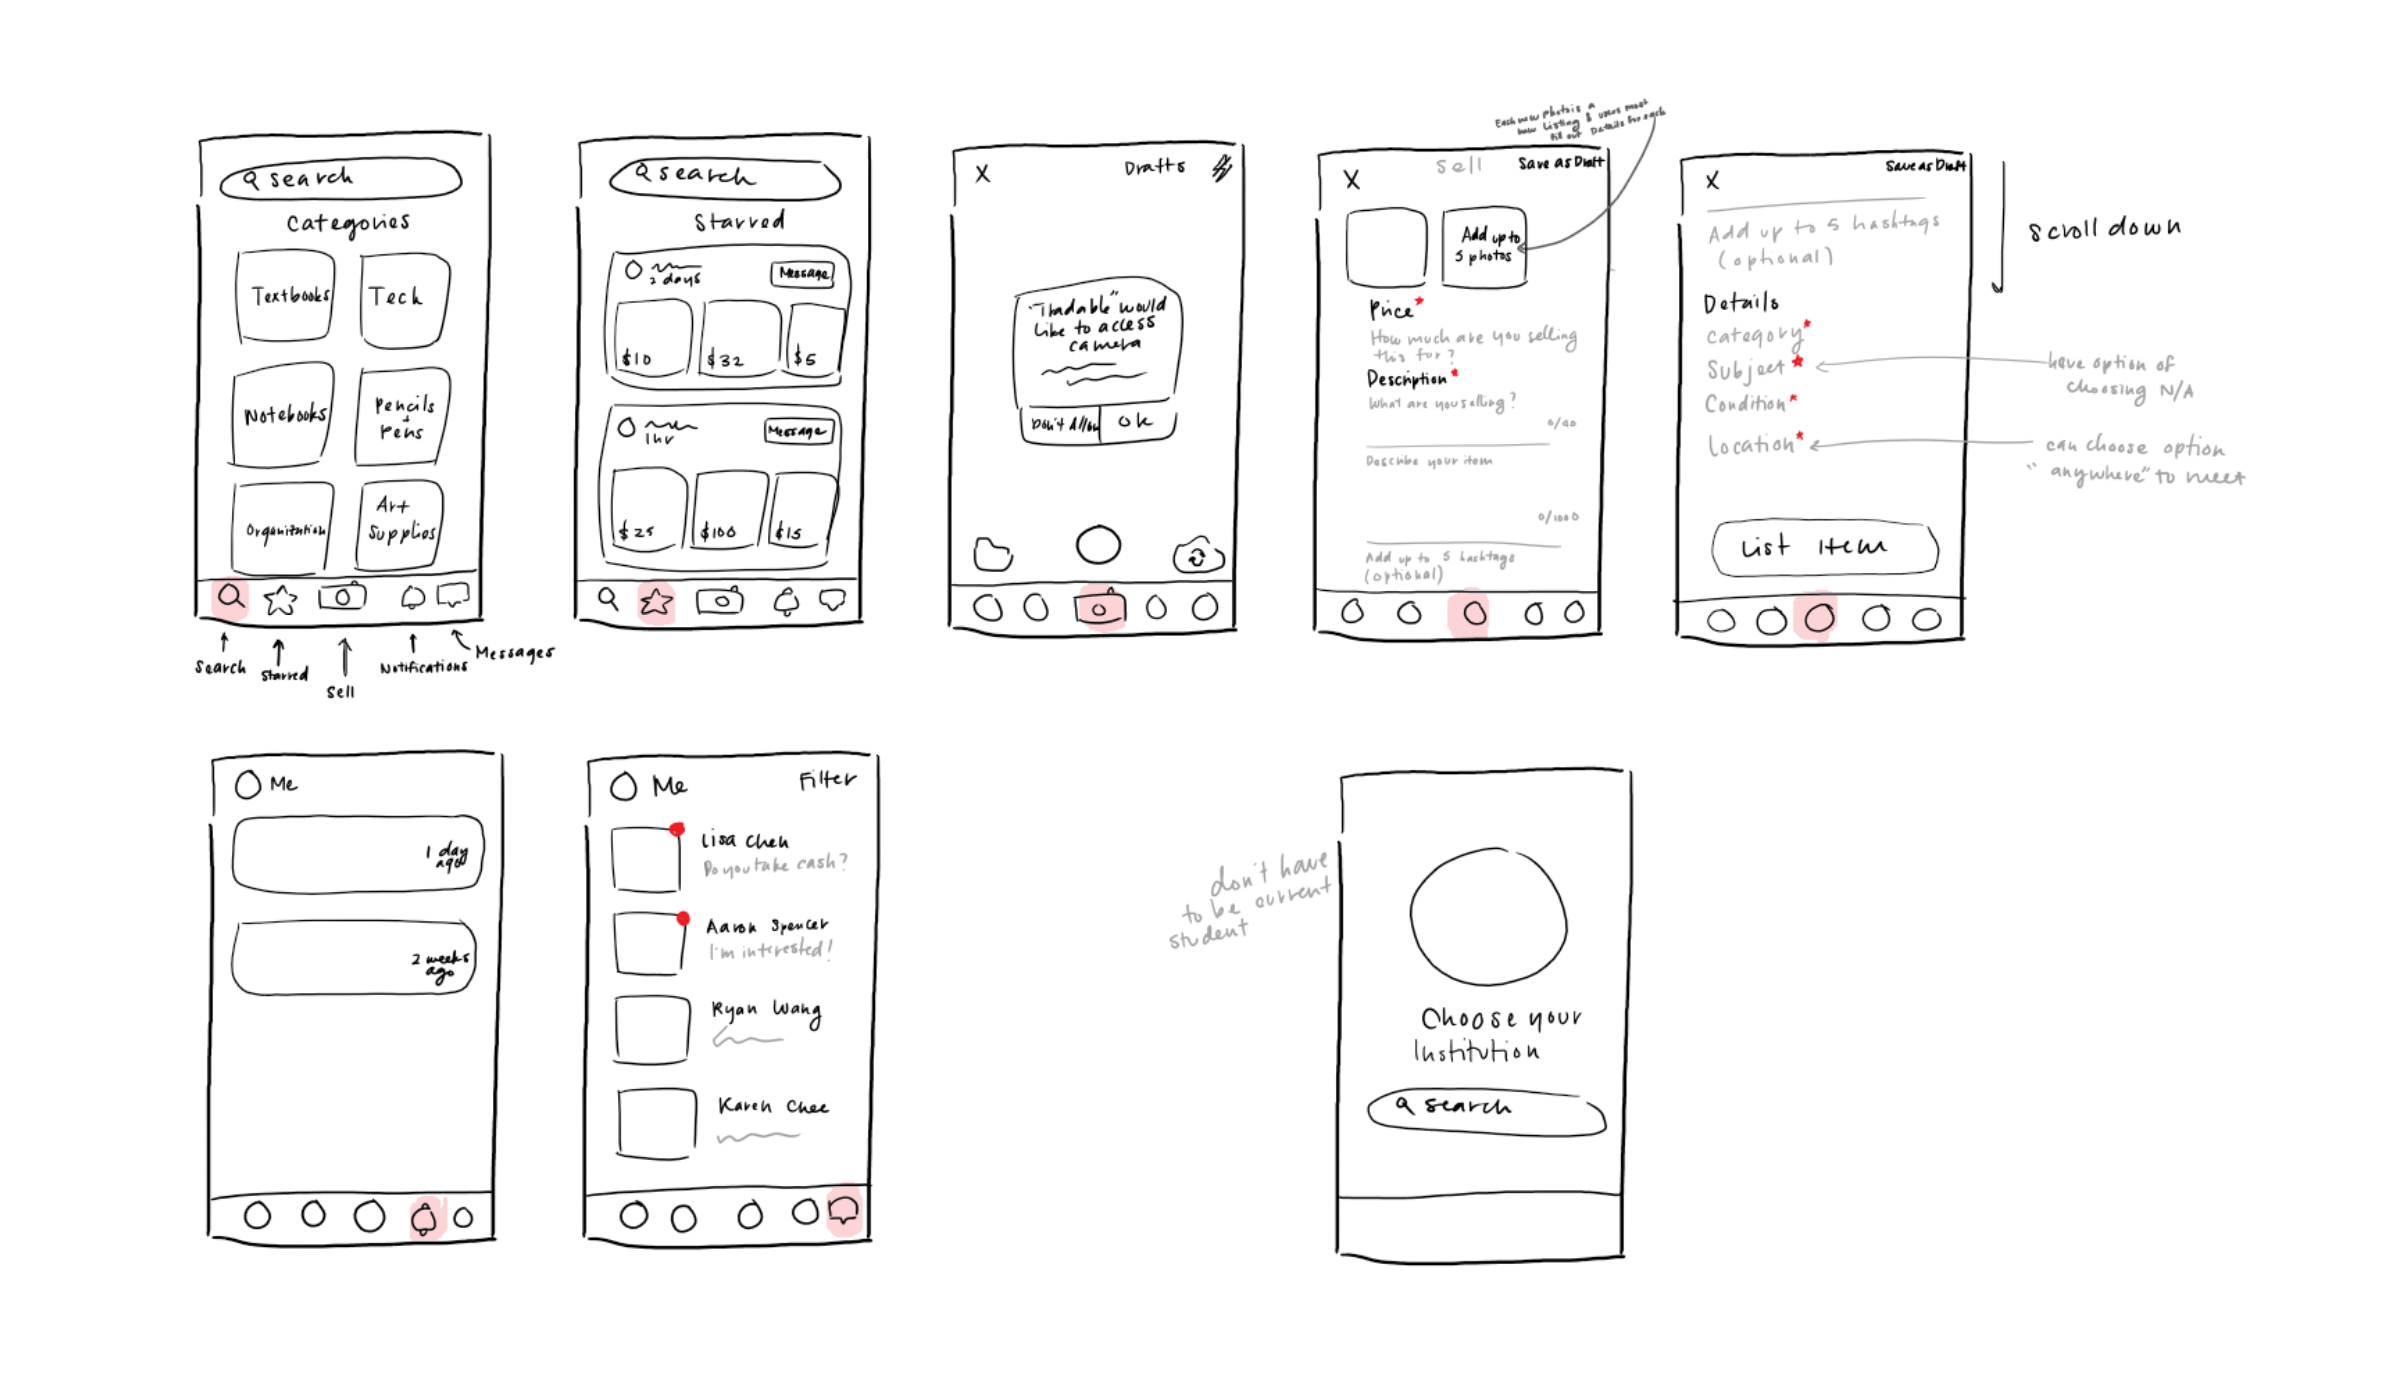 search
Categories
Textbooks
Tech
Notebooks
Pencils
+
Pens
Organization
Art
Supplies
Search
Starred
Sell
Notifications
Messages
search
Starred
2 days
Message
$10
$32
$5
1hr
Message
$25
$100
$15
X
Drafts
"Tradable" would
like to access
camera
Don't Allow
OK
Each new photo is a
new listing & users must
fill out Details for each
X
Sell
Save as Draft
Add up to
5 photos
Price*
How much are you selling
this for?
Description*
What are you selling?
0/40
Describe your item
0/1000
Add up to 5 hashtags
(optional)
X
Save as Draft
Add up to 5 hashtags
(optional)
Details
Category*
Subject*
Condition*
Location*
List Item
scroll down
have option of
choosing N/A
can choose option
"anywhere" to meet
Me
1 day
ago
2 weeks
ago
Me
Filter
Lisa Chen
Do you take cash?
Aaron Spencer
I'm interested!
Ryan Wang
Karen Chee
don't have
to be current
student
Choose your
Institution
search